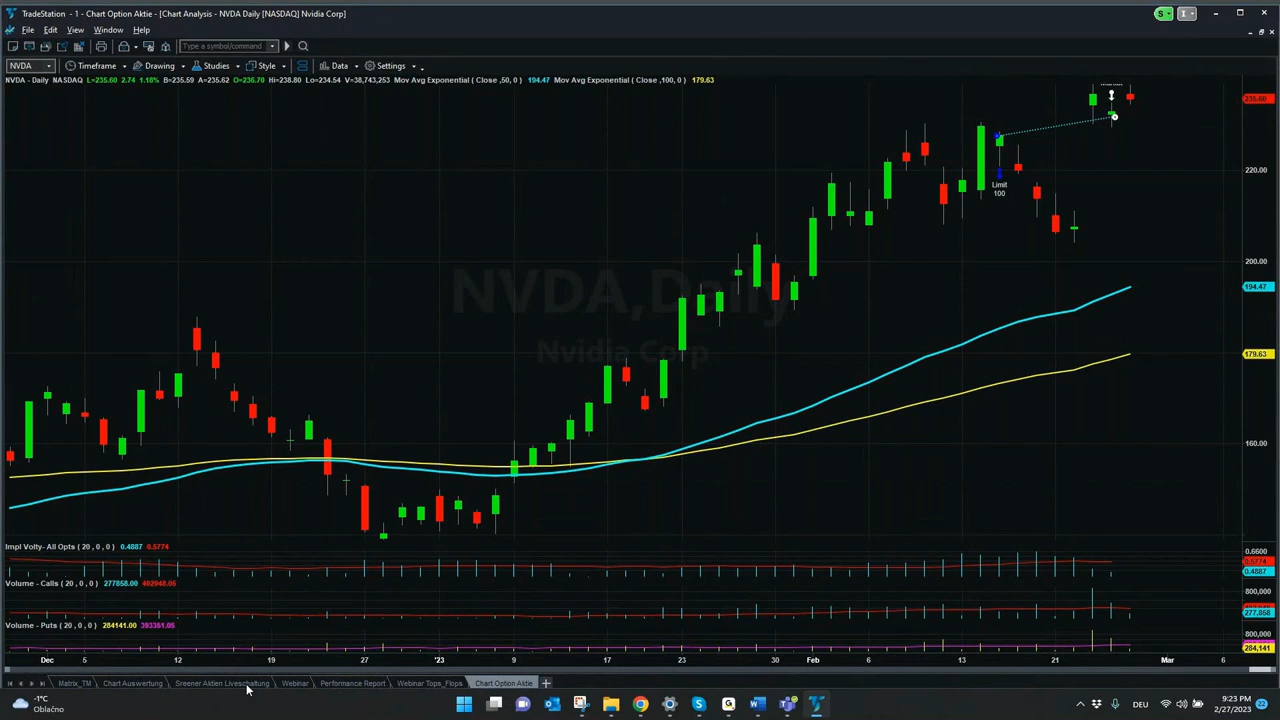 TradeStation - 1 - Chart Option Aktie - [Chart Analysis - NVDA Daily [NASDAQ] Nvidia Corp]
S
I
File Edit View Window Help
Type a symbol/command
NVDA Timeframe Drawing Studies Style Data Settings
NVDA - Daily NASDAQ L=235.60 2.74 1.18% B=235.59 A=235.62 O=236.70 Hi=238.80 Lo=234.54 V=38,743,253 Mov Avg Exponential ( Close ,50, 0 ) 194.47 Mov Avg Exponential ( Close ,100, 0 ) 179.63
235.60
220.00
Limit
100
200.00
NVDA,Daily
194.47
Nvidia Corp
179.63
160.00
Impl Volty- All Opts ( 20 , 0, 0 ) 0.4887 0.5774
0.6600
0.5774
0.4887
Volume - Calls ( 20, 0, 0 ) 277858.00 402948.05
800,000
277,858
Volume - Puts ( 20, 0, 0 ) 284141.00 393351.05
800,000
284,141
Dec 5 12 19 27 '23 9 17 23 30 Feb 6 13 21 Mar 6
Matrix_TM Chart Auswertung Sreener Aktien Liveschaltung Webinar Performance Report Webinar Tops_Flops Chart Option Aktie
-1°C
Oblačno
DEU
9:23 PM
2/27/2023
22